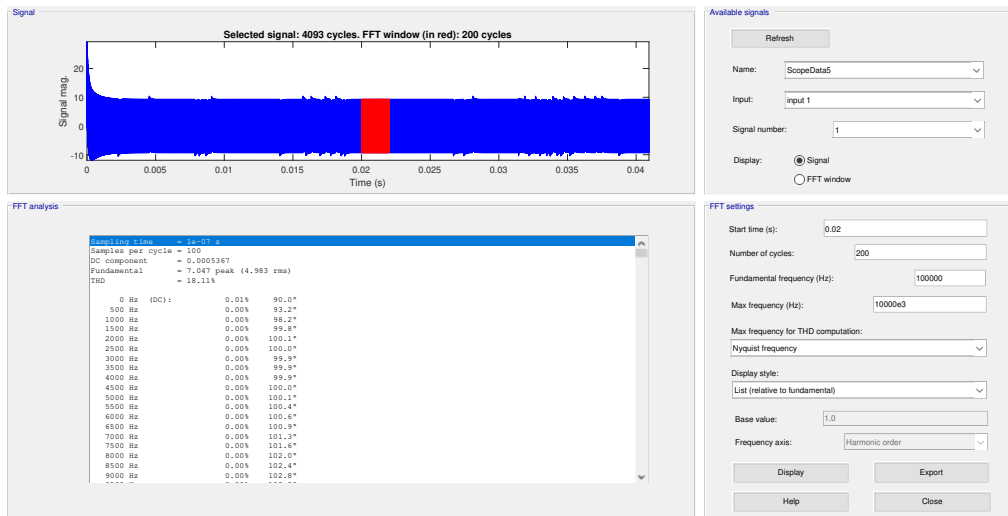 Signal
Selected signal: 4093 cycles. FFT window (in red): 200 cycles
Signal mag.
20
10
0
-10
0 0.005 0.01 0.015 0.02 0.025 0.03 0.035 0.04
Time (s)
Available signals
Refresh
Name: ScopeData5
Input: input 1
Signal number: 1
Display: Signal
FFT window
FFT analysis
Sampling time = 1e-07 s
Samples per cycle = 100
DC component = 0.0005367
Fundamental = 7.047 peak (4.983 rms)
THD = 18.11%
0 Hz (DC): 0.01% 90.0°
500 Hz 0.00% 93.2°
1000 Hz 0.00% 98.2°
1500 Hz 0.00% 99.8°
2000 Hz 0.00% 100.1°
2500 Hz 0.00% 100.0°
3000 Hz 0.00% 99.9°
3500 Hz 0.00% 99.9°
4000 Hz 0.00% 99.9°
4500 Hz 0.00% 100.0°
5000 Hz 0.00% 100.1°
5500 Hz 0.00% 100.4°
6000 Hz 0.00% 100.6°
6500 Hz 0.00% 100.9°
7000 Hz 0.00% 101.3°
7500 Hz 0.00% 101.6°
8000 Hz 0.00% 102.0°
8500 Hz 0.00% 102.4°
9000 Hz 0.00% 102.8°
FFT settings
Start time (s): 0.02
Number of cycles: 200
Fundamental frequency (Hz): 100000
Max frequency (Hz): 10000e3
Max frequency for THD computation:
Nyquist frequency
Display style:
List (relative to fundamental)
Base value: 1.0
Frequency axis: Harmonic order
Display Export
Help Close